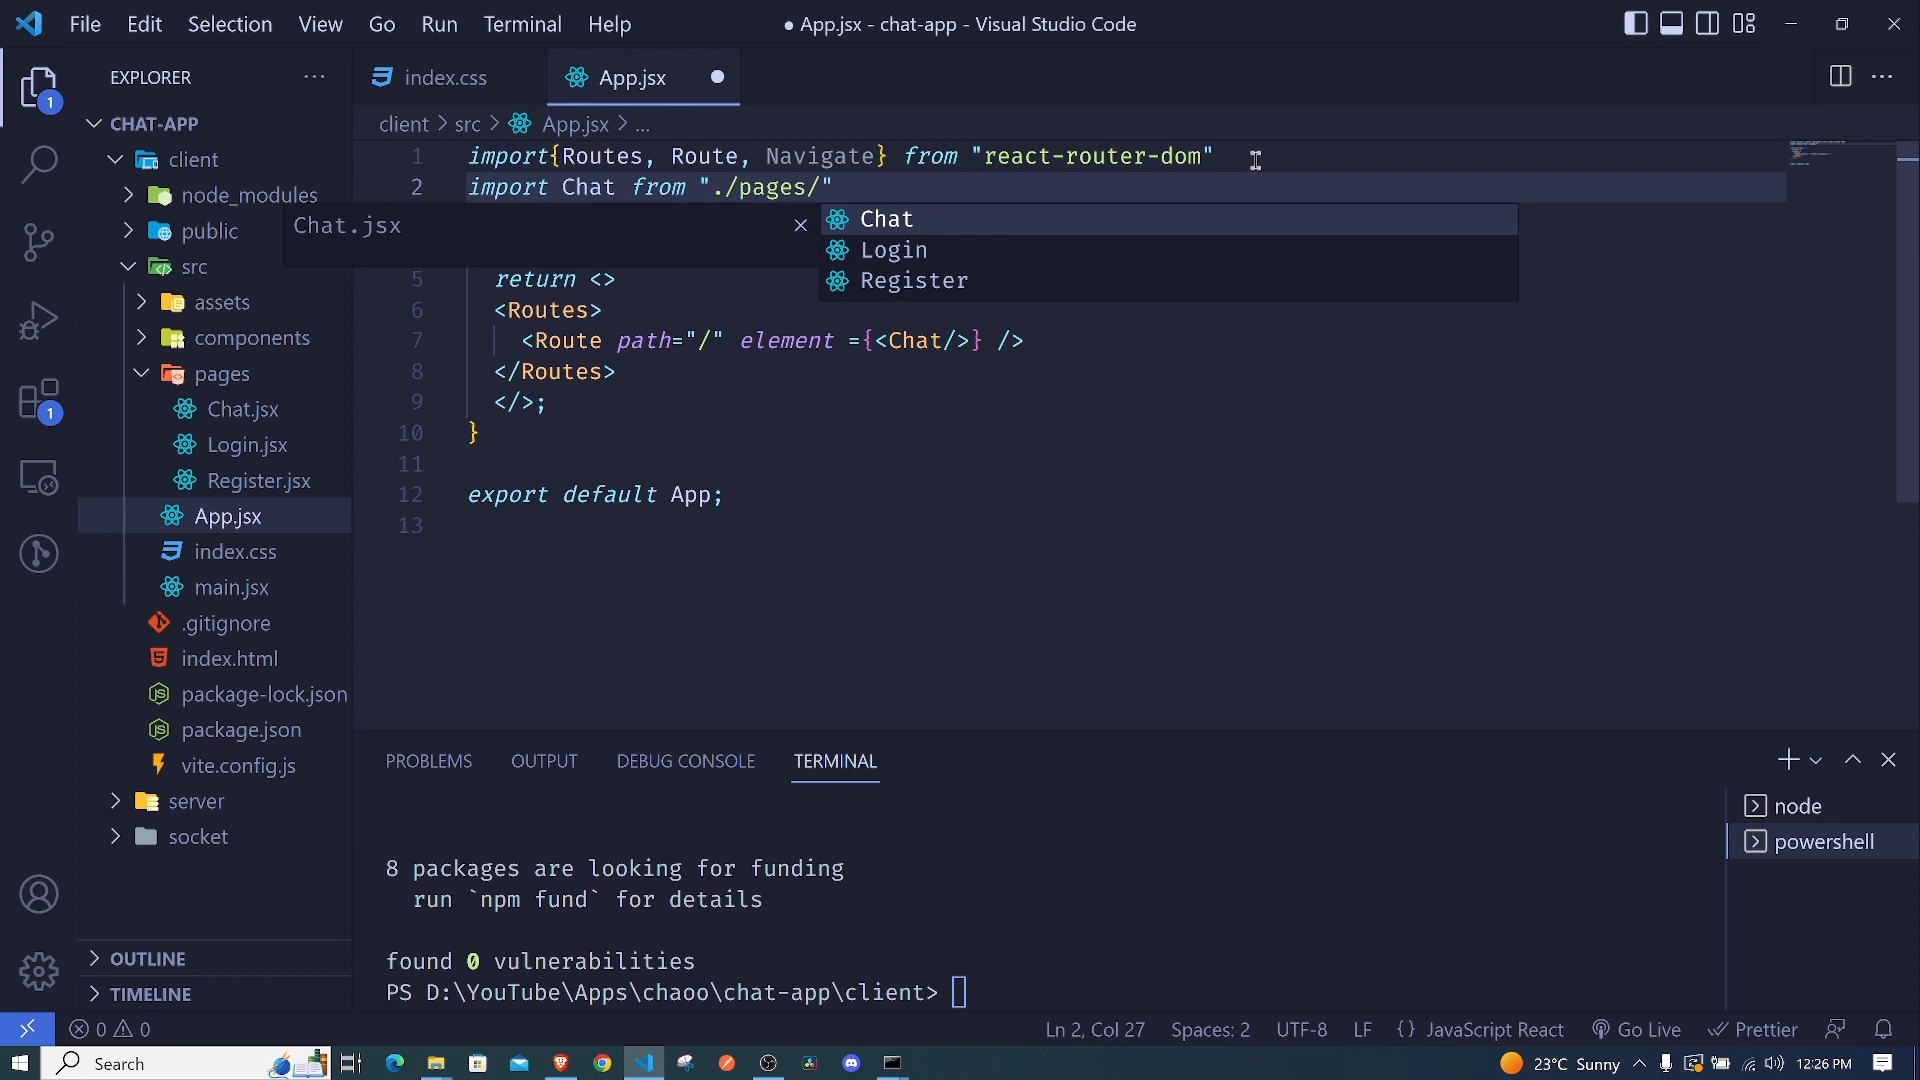 File Edit Selection View Go Run Terminal Help
● App.jsx - chat-app - Visual Studio Code
EXPLORER ...
index.css
App.jsx
1
CHAT-APP
client > src > App.jsx > ...
client
node_modules
public
src
assets
components
pages
Chat.jsx
Login.jsx
Register.jsx
App.jsx
index.css
main.jsx
.gitignore
index.html
package-lock.json
package.json
vite.config.js
server
socket
OUTLINE
TIMELINE
1
1 import{Routes, Route, Navigate} from "react-router-dom"
2 import Chat from "./pages/"
Chat.jsx
Chat
Login
Register
5 return <>
6 <Routes>
7 <Route path="/" element ={<Chat/>} />
8 </Routes>
9 </>;
10 }
11
12 export default App;
13
PROBLEMS OUTPUT DEBUG CONSOLE TERMINAL
8 packages are looking for funding
run `npm fund` for details
found 0 vulnerabilities
PS D:\YouTube\Apps\chaoo\chat-app\client>
node
powershell
0 0
Ln 2, Col 27 Spaces: 2 UTF-8 LF {} JavaScript React Go Live Prettier
Search
23°C Sunny
12:26 PM